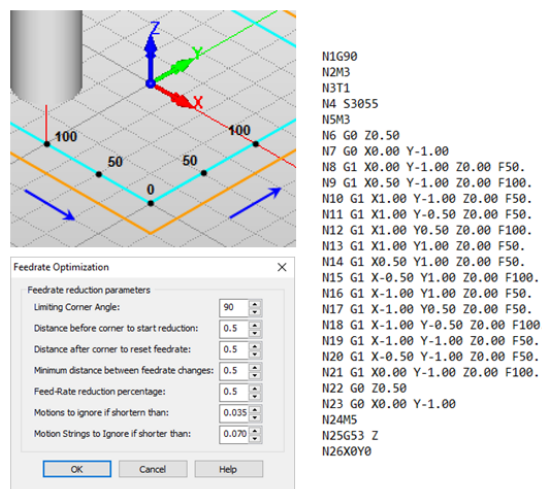 Z
Y
X
100
100
50
50
0
Feedrate Optimization
Feedrate reduction parameters
Limiting Corner Angle: 90
Distance before corner to start reduction: 0.5
Distance after corner to reset feedrate: 0.5
Minimum distance between feedrate changes: 0.5
Feed-Rate reduction percentage: 0.5
Motions to ignore if shortern than: 0.035
Motion Strings to Ignore if shorter than: 0.070
OK Cancel Help
N1G90
N2M3
N3T1
N4 S3055
N5M3
N6 G0 Z0.50
N7 G0 X0.00 Y-1.00
N8 G1 X0.00 Y-1.00 Z0.00 F50.
N9 G1 X0.50 Y-1.00 Z0.00 F100.
N10 G1 X1.00 Y-1.00 Z0.00 F50.
N11 G1 X1.00 Y-0.50 Z0.00 F50.
N12 G1 X1.00 Y0.50 Z0.00 F100.
N13 G1 X1.00 Y1.00 Z0.00 F50.
N14 G1 X0.50 Y1.00 Z0.00 F50.
N15 G1 X-0.50 Y1.00 Z0.00 F100.
N16 G1 X-1.00 Y1.00 Z0.00 F50.
N17 G1 X-1.00 Y0.50 Z0.00 F50.
N18 G1 X-1.00 Y-0.50 Z0.00 F100
N19 G1 X-1.00 Y-1.00 Z0.00 F50.
N20 G1 X-0.50 Y-1.00 Z0.00 F50.
N21 G1 X0.00 Y-1.00 Z0.00 F100.
N22 G0 Z0.50
N23 G0 X0.00 Y-1.00
N24M5
N25G53 Z
N26X0Y0